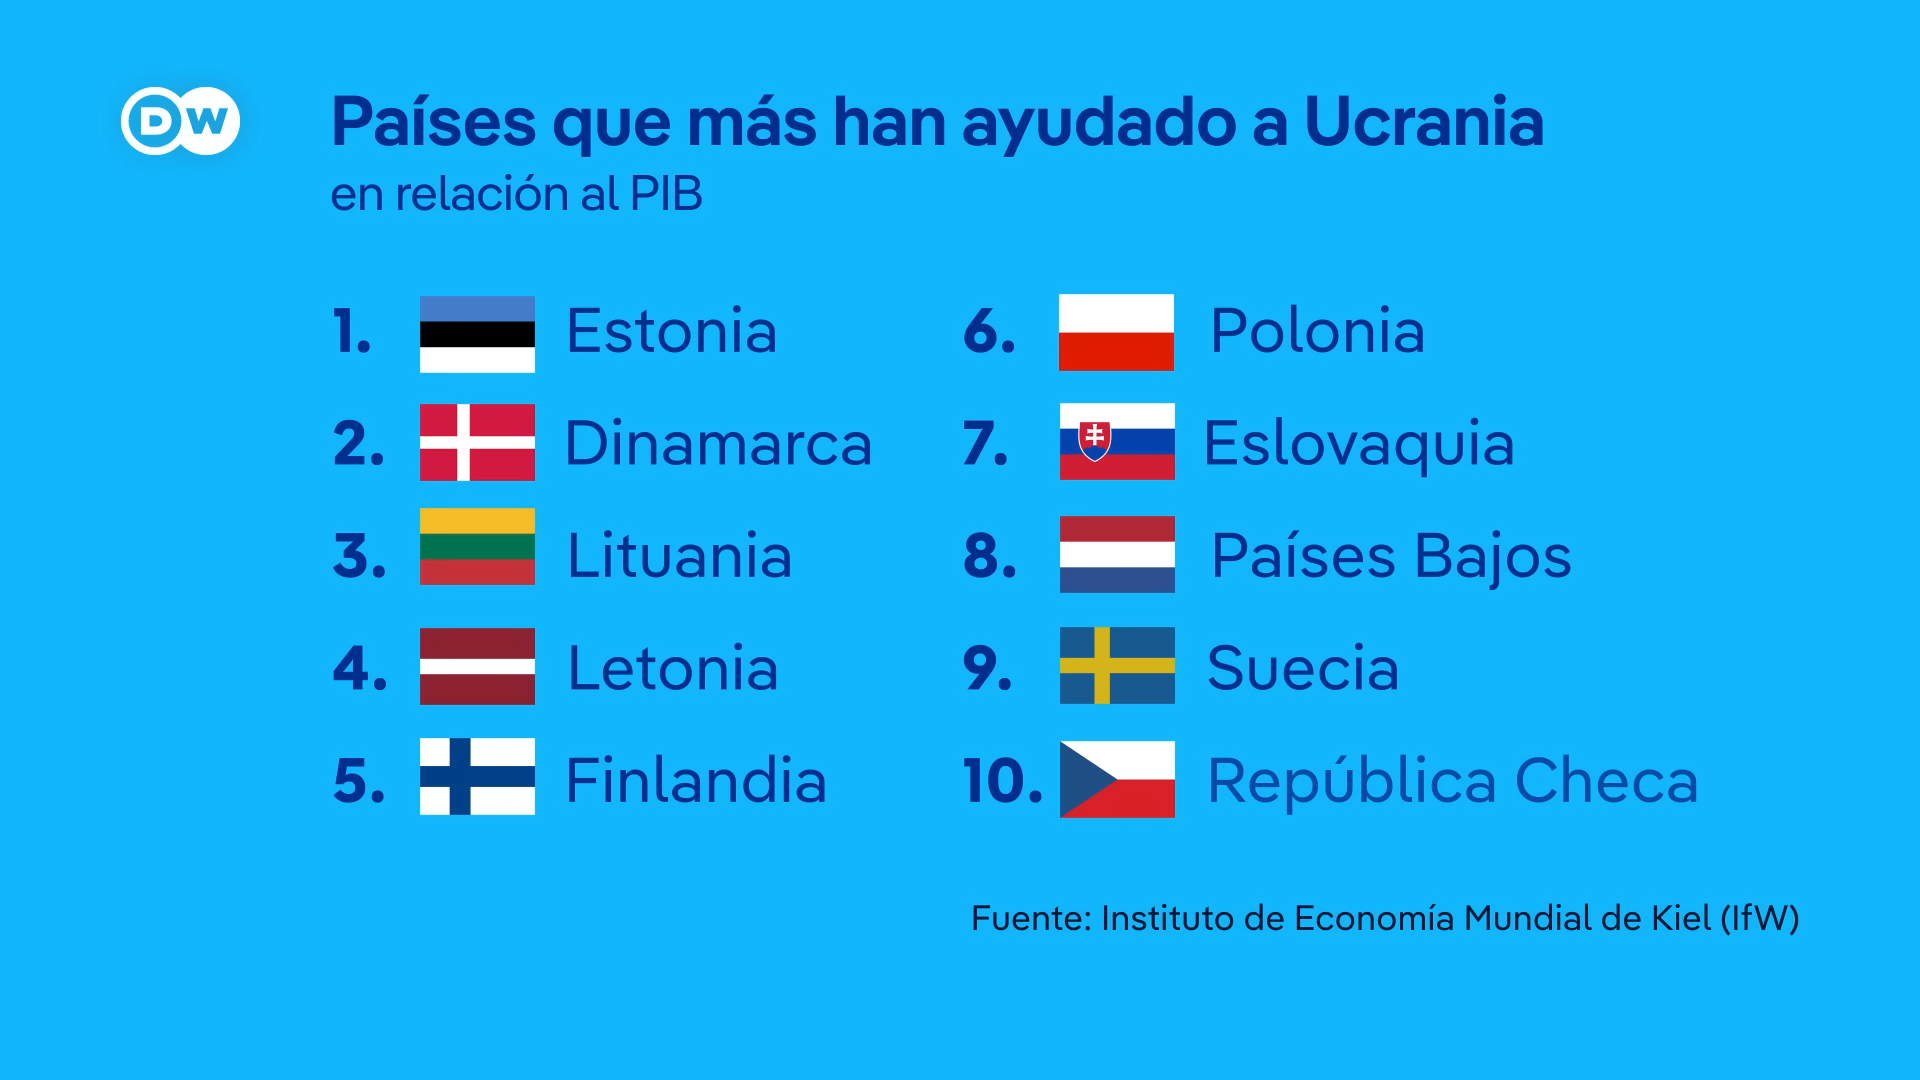 DW
Países que más han ayudado a Ucrania
en relación al PIB
1. Estonia
2. Dinamarca
3. Lituania
4. Letonia
5. Finlandia
6. Polonia
7. Eslovaquia
8. Países Bajos
9. Suecia
10. República Checa
Fuente: Instituto de Economía Mundial de Kiel (IfW)